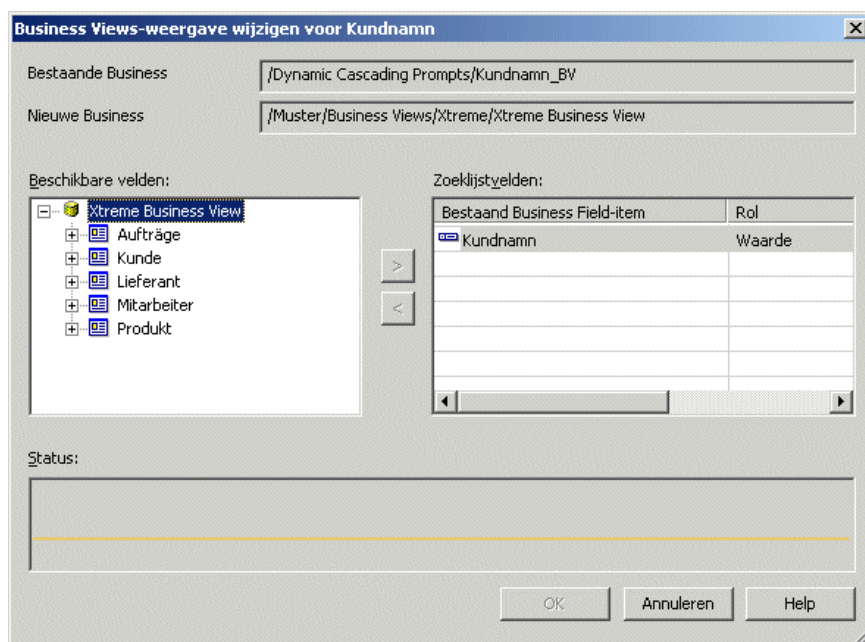 Business Views-weergave wijzigen voor Kundnamn
Bestaande Business
/Dynamic Cascading Prompts/Kundnamn_BV
Nieuwe Business
/Muster/Business Views/Xtreme/Xtreme Business View
Beschikbare velden:
Xtreme Business View
Aufträge
Kunde
Lieferant
Mitarbeiter
Produkt
>
<
Zoeklijstvelden:
Bestaand Business Field-item Rol
Kundnamn Waarde
Status:
OK Annuleren Help